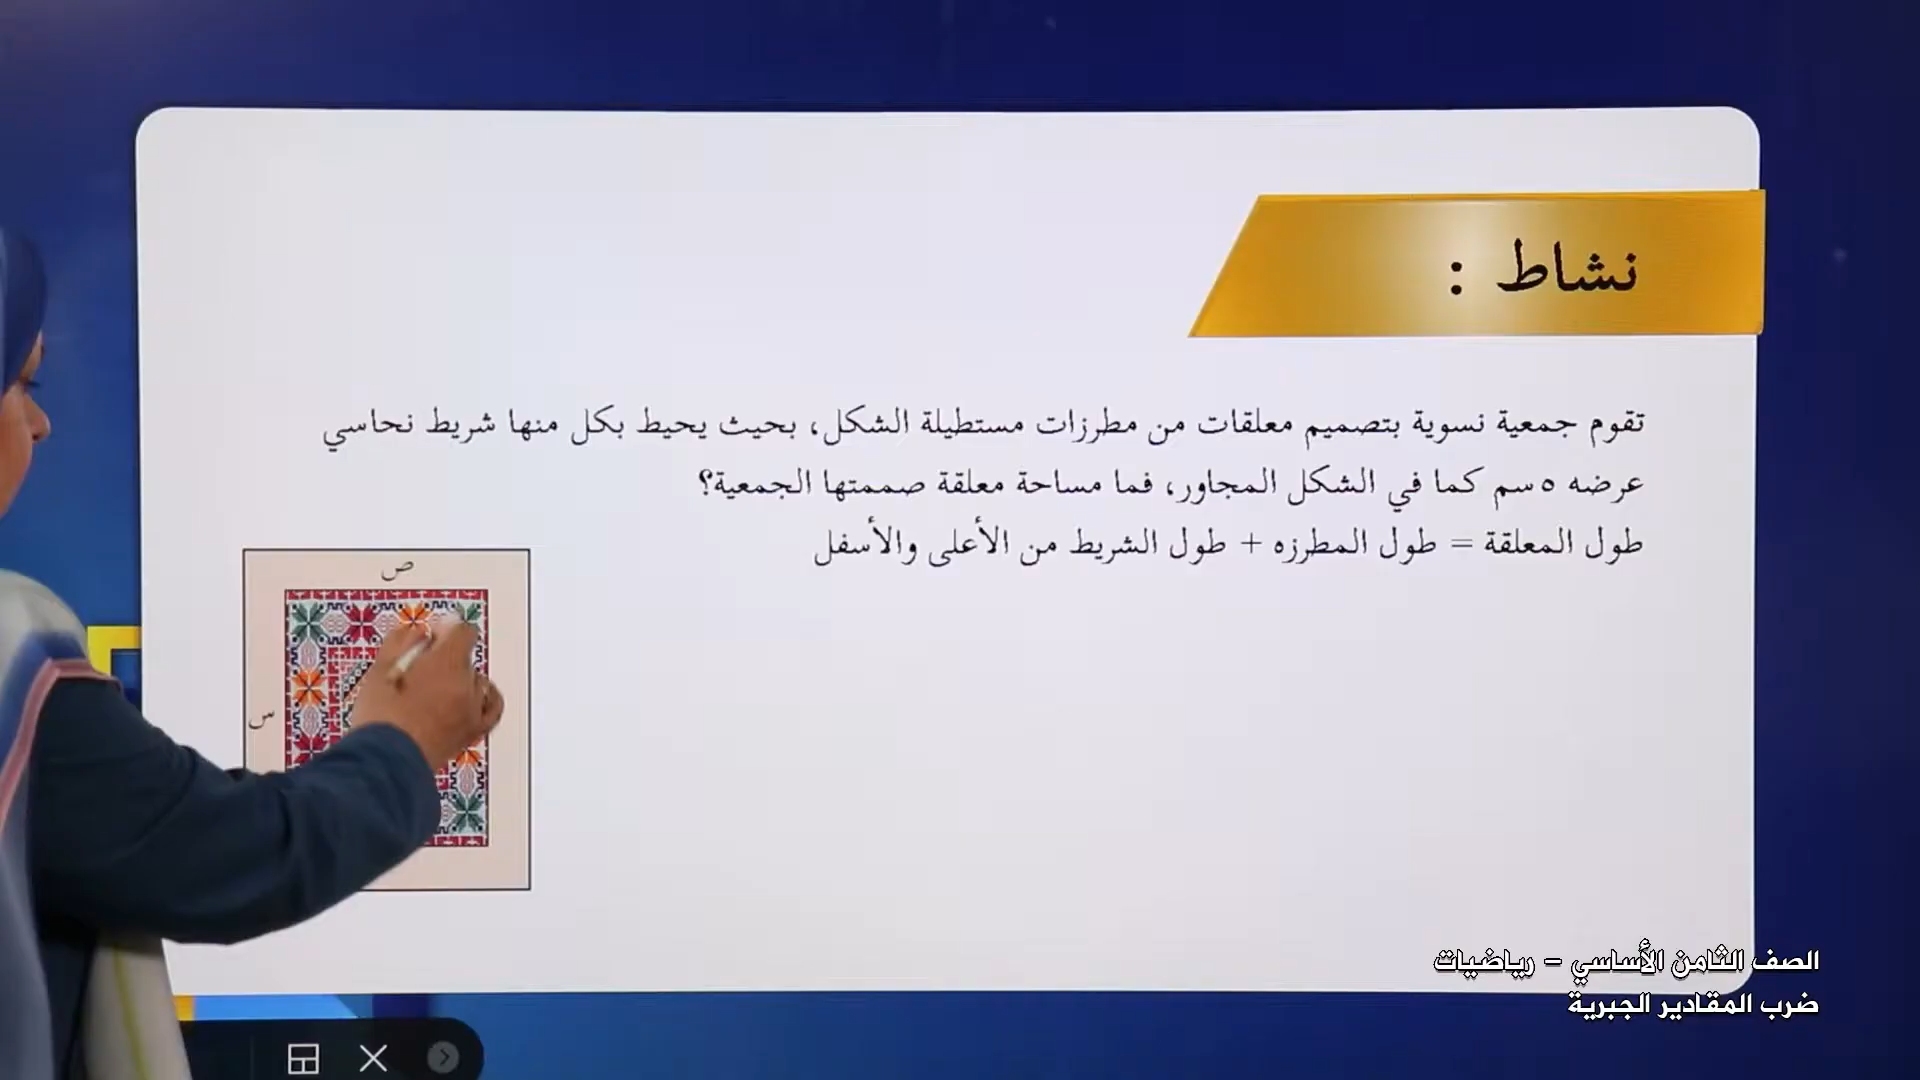 نشاط :
تقوم جمعية نسوية بتصميم معلقات من مطرزات مستطيلة الشكل، بحيث يحيط بكل منها شريط نحاسي
عرضه ٥ سم كما في الشكل المجاور، فما مساحة معلقة صممتها الجمعية؟
طول المعلقة = طول المطرزه + طول الشريط من الأعلى والأسفل
ص
س
الصف الثامن الأساسي - رياضيات
ضرب المقادير الجبرية